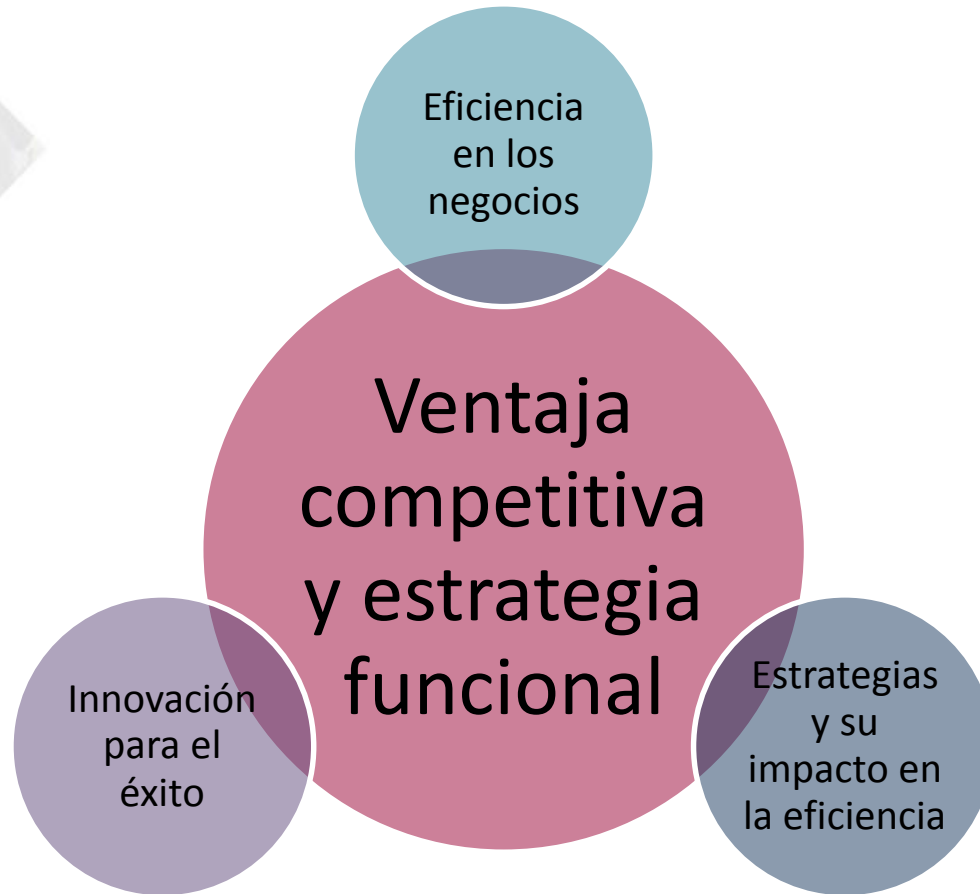 Eficiencia
en los
negocios
Ventaja
competitiva
y estrategia
funcional
Innovación
para el
éxito
Estrategias
y su
impacto en
la eficiencia